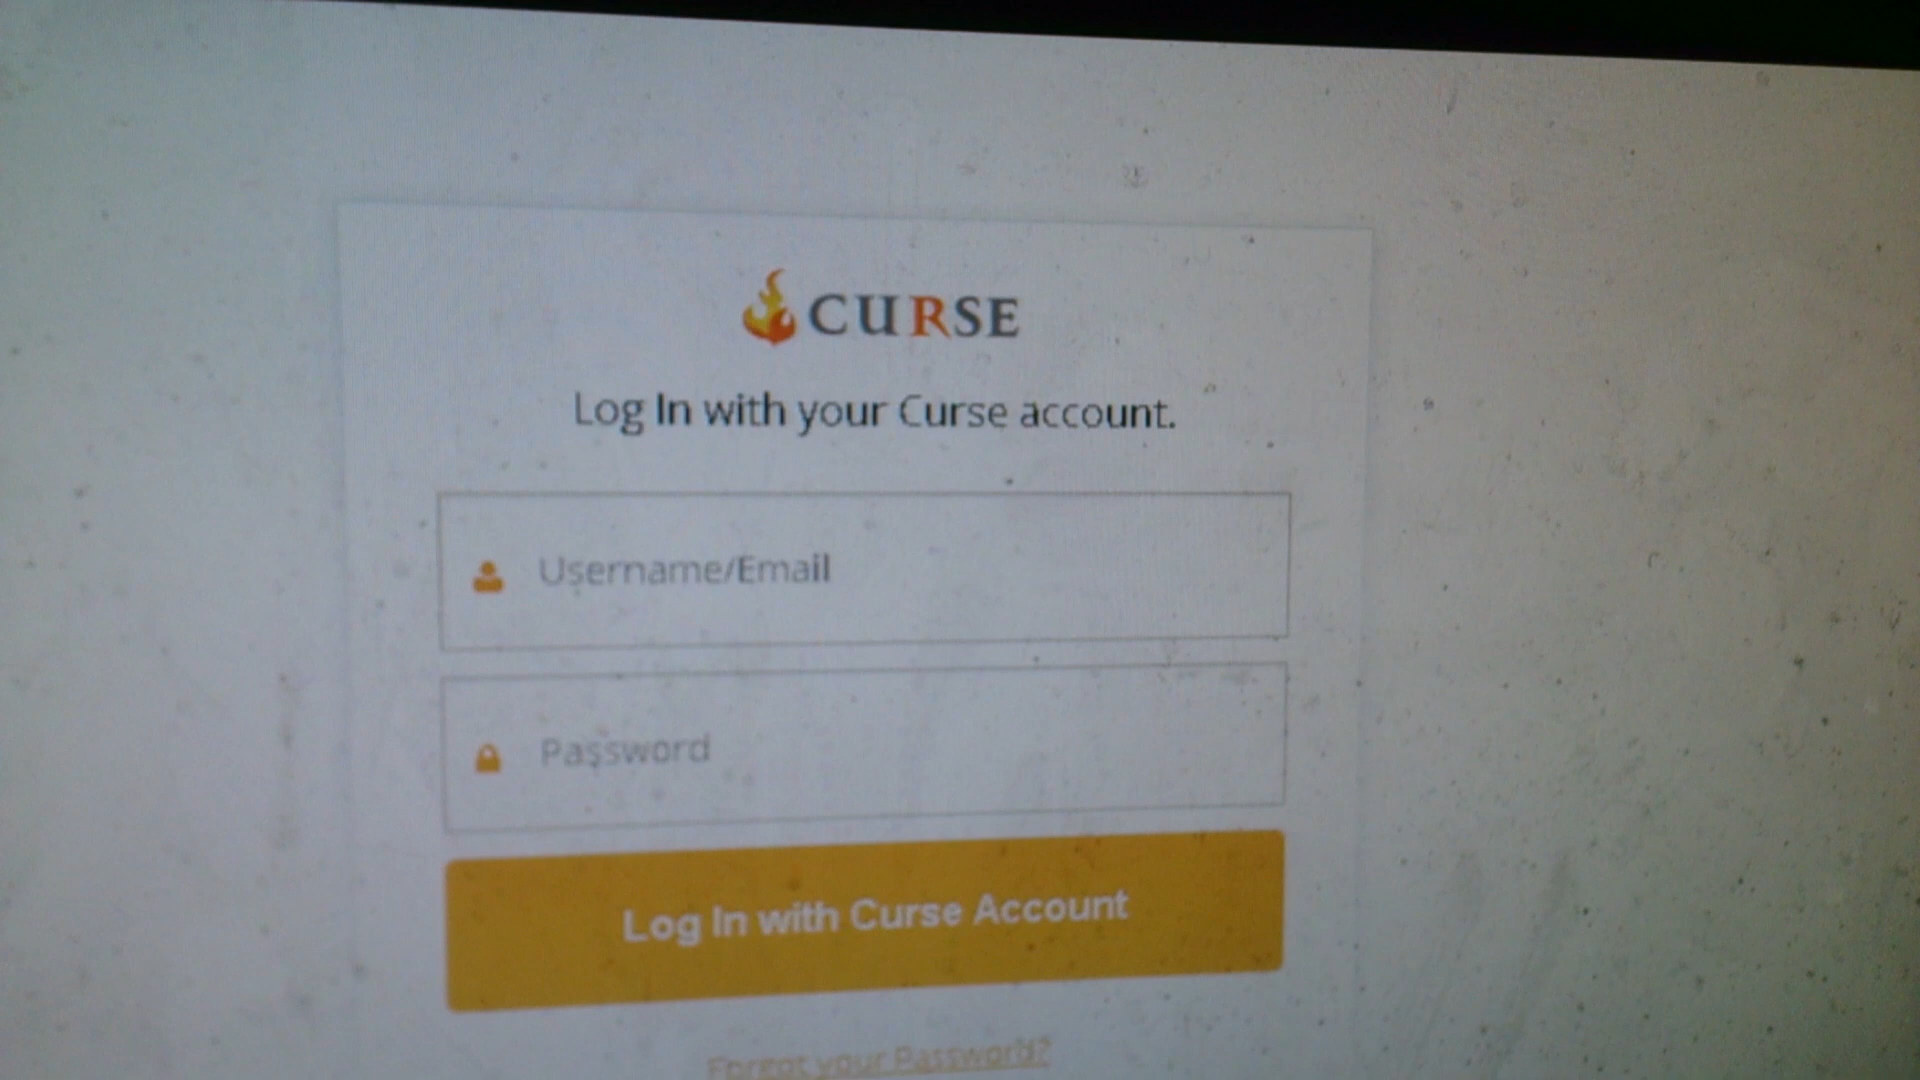 CURSE
Log In with your Curse account.
Username/Email
Password
Log In with Curse Account
Forgot your Password?